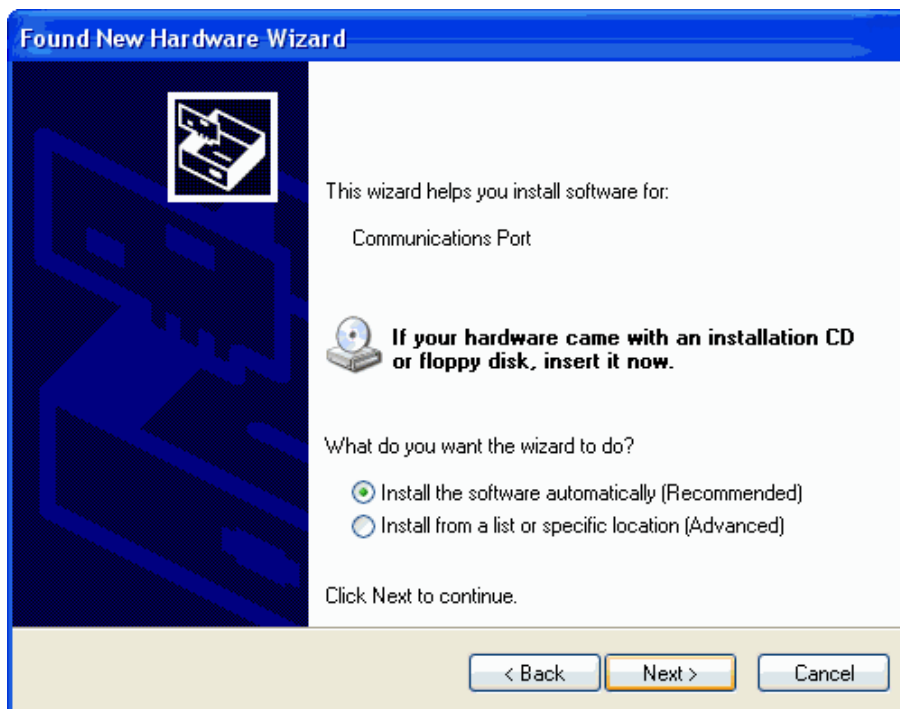 Found New Hardware Wizard
This wizard helps you install software for:
Communications Port
If your hardware came with an installation CD
or floppy disk, insert it now.
What do you want the wizard to do?
Install the software automatically (Recommended)
Install from a list or specific location (Advanced)
Click Next to continue.
< Back Next > Cancel